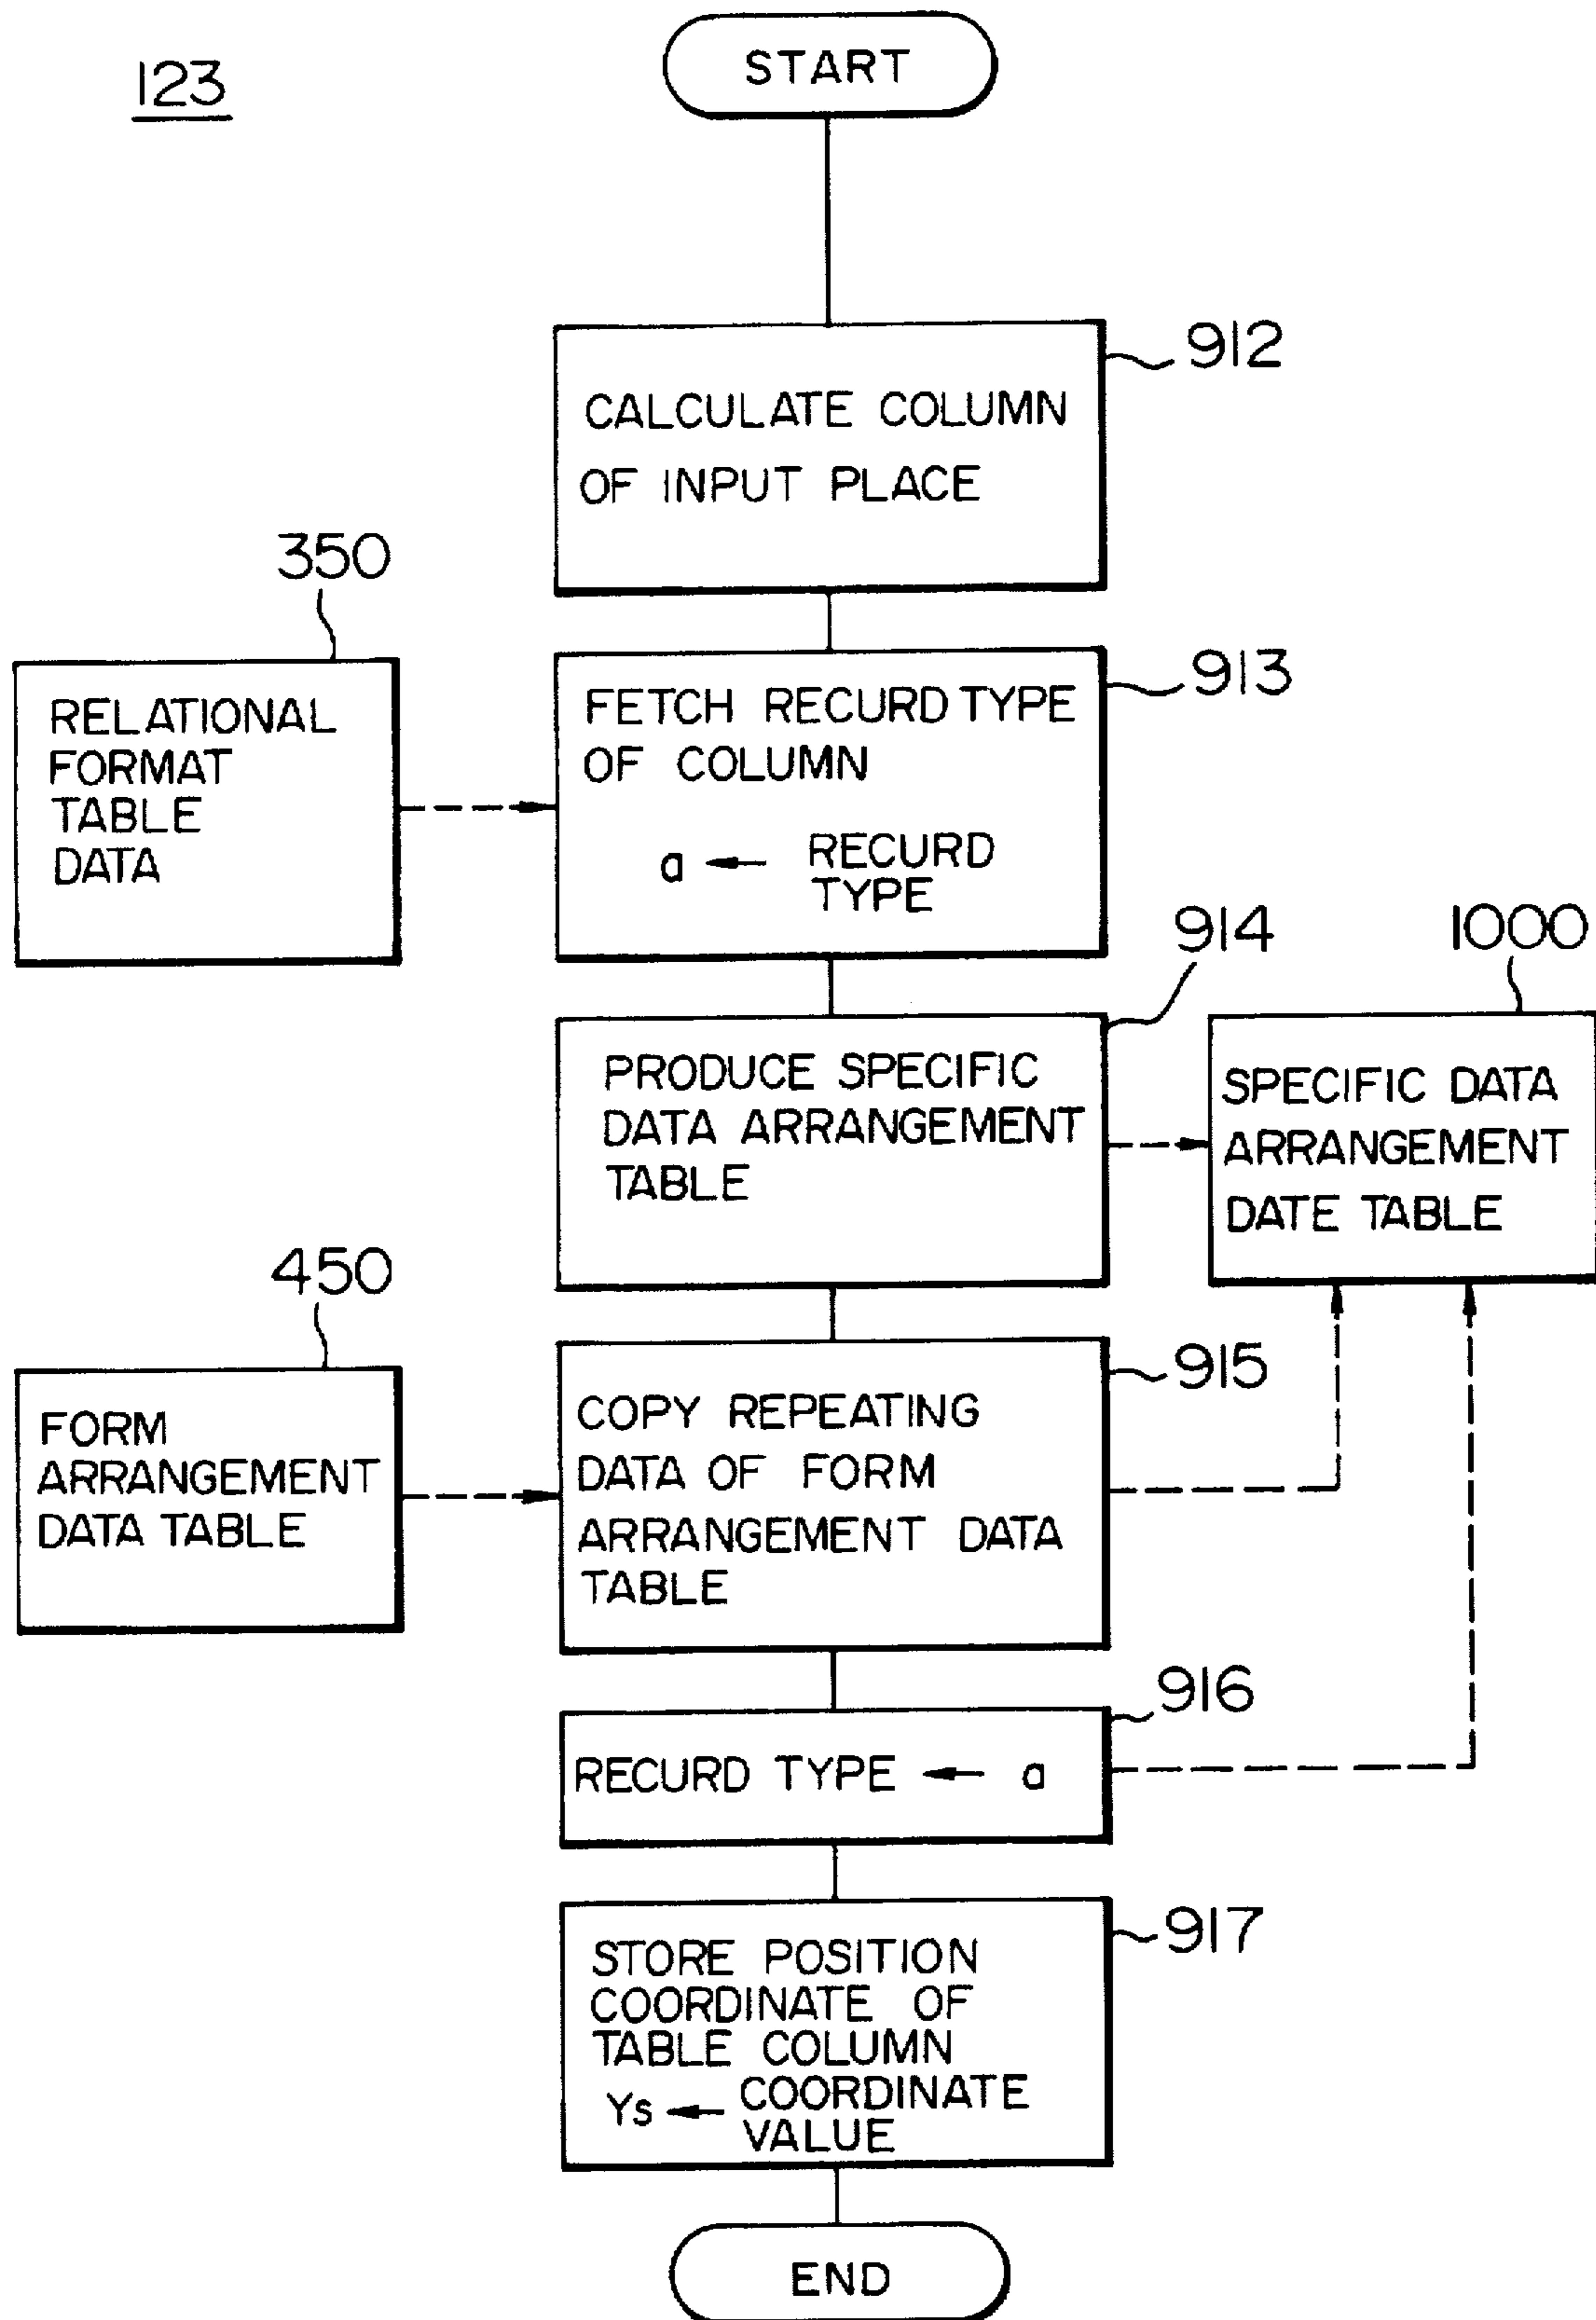 123
START
912
CALCULATE COLUMN
OF INPUT PLACE
350
RELATIONAL
FORMAT
TABLE
DATA
913
FETCH RECURD TYPE
OF COLUMN
a ← RECURD
TYPE
914
PRODUCE SPECIFIC
DATA ARRANGEMENT
TABLE
1000
SPECIFIC DATA
ARRANGEMENT
DATE TABLE
450
FORM
ARRANGEMENT
DATA TABLE
915
COPY REPEATING
DATA OF FORM
ARRANGEMENT DATA
TABLE
916
RECURD TYPE ← a
917
STORE POSITION
COORDINATE OF
TABLE COLUMN
Ys ← COORDINATE
VALUE
END